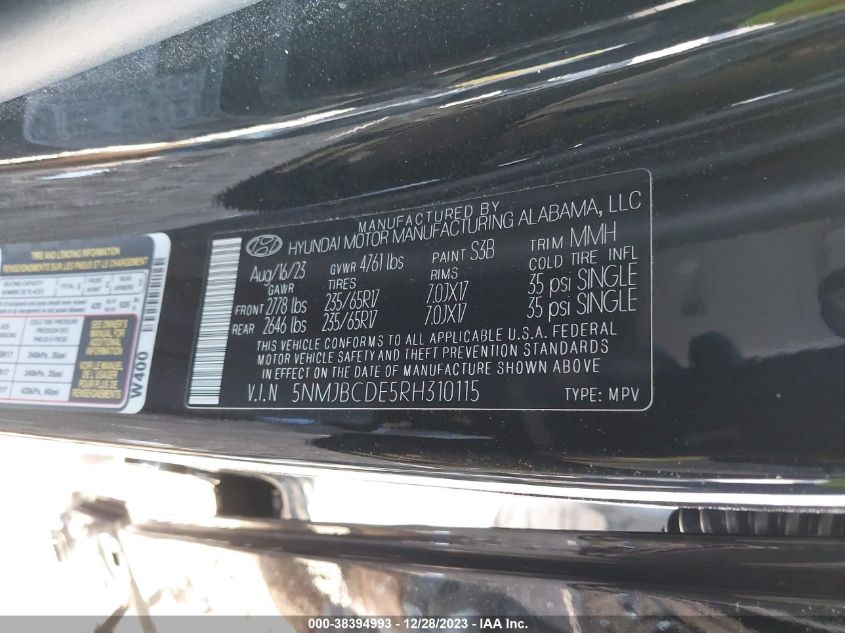 MANUFACTURED BY
HYUNDAI MOTOR MANUFACTURING ALABAMA, LLC
Aug/16/23 GVWR 4761 lbs PAINT S3B TRIM MMH
GAWR TIRES RIMS COLD TIRE INFL
FRONT 2778 lbs 235/65R17 7.0JX17 35 psi SINGLE
REAR 2646 lbs 235/65R17 7.0JX17 35 psi SINGLE
THIS VEHICLE CONFORMS TO ALL APPLICABLE U.S.A. FEDERAL
MOTOR VEHICLE SAFETY AND THEFT PREVENTION STANDARDS
IN EFFECT ON THE DATE OF MANUFACTURE SHOWN ABOVE.
V.I.N 5NMJBCDE5RH310115 TYPE: MPV
TIRE AND LOADING INFORMATION
W400
000-38394993 / 12/28/2023 - IAA Inc.